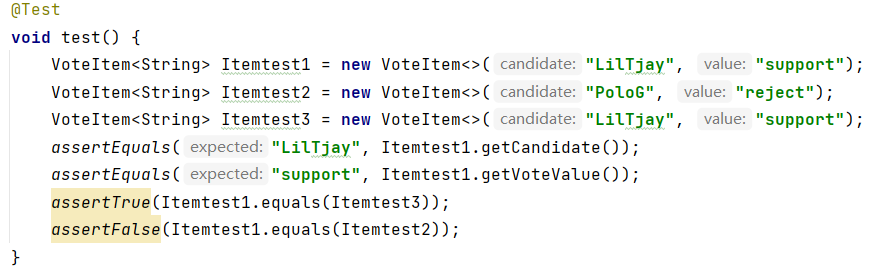 @Test
void test() {
VoteItem<String> Itemtest1 = new VoteItem<>( candidate: "LilTjay", value: "support");
VoteItem<String> Itemtest2 = new VoteItem<>( candidate: "PoloG", value: "reject");
VoteItem<String> Itemtest3 = new VoteItem<>( candidate: "LilTjay", value: "support");
assertEquals( expected: "LilTjay", Itemtest1.getCandidate());
assertEquals( expected: "support", Itemtest1.getVoteValue());
assertTrue(Itemtest1.equals(Itemtest3));
assertFalse(Itemtest1.equals(Itemtest2));
}